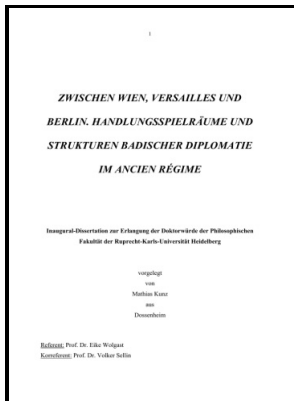 1
ZWISCHEN WIEN, VERSAILLES UND
BERLIN. HANDLUNGSSPIELRÄUME UND
STRUKTUREN BADISCHER DIPLOMATIE
IM ANCIEN RÉGIME
Inaugural-Dissertation zur Erlangung der Doktorwürde der Philosophischen
Fakultät der Ruprecht-Karls-Universität Heidelberg
vorgelegt
von
Mathias Kunz
aus
Dossenheim
Referent: Prof. Dr. Eike Wolgast
Korreferent: Prof. Dr. Volker Sellin